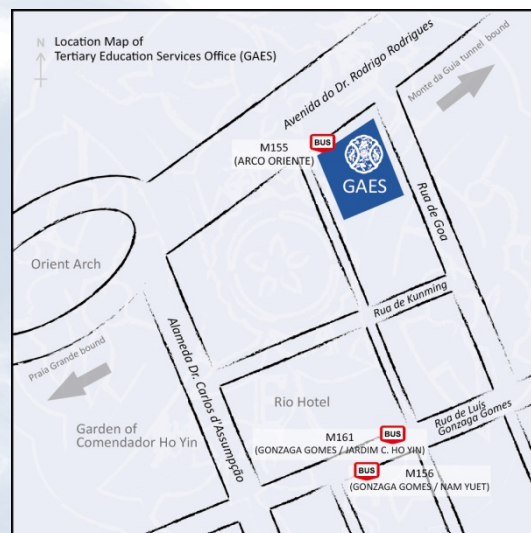 N
Location Map of
Tertiary Education Services Office (GAES)
Avenida do Dr. Rodrigo Rodrigues
Monte da Guia tunnel bound
BUS
M155
(ARCO ORIENTE)
GAES
Rua de Goa
Orient Arch
Rua de Kunming
Praia Grande bound
Alameda Dr. Carlos d'Assumpção
Rio Hotel
Garden of
Comendador Ho Yin
Rua de Luís
Gonzaga Gomes
M161
BUS
(GONZAGA GOMES / JARDIM C. HO YIN)
BUS
M156
(GONZAGA GOMES / NAM YUET)